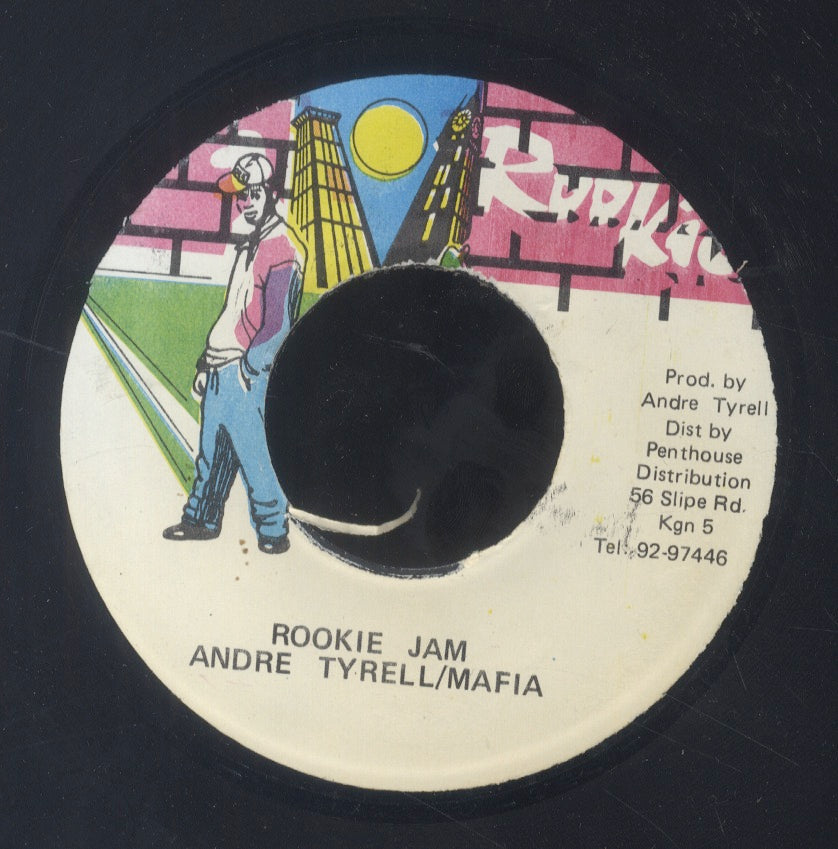 Prod. by
Andre Tyrell
Dist by
Penthouse
Distribution
56 Slipe Rd.
Kgn 5
Tel: 92-97446
ROOKIE JAM
ANDRE TYRELL/MAFIA